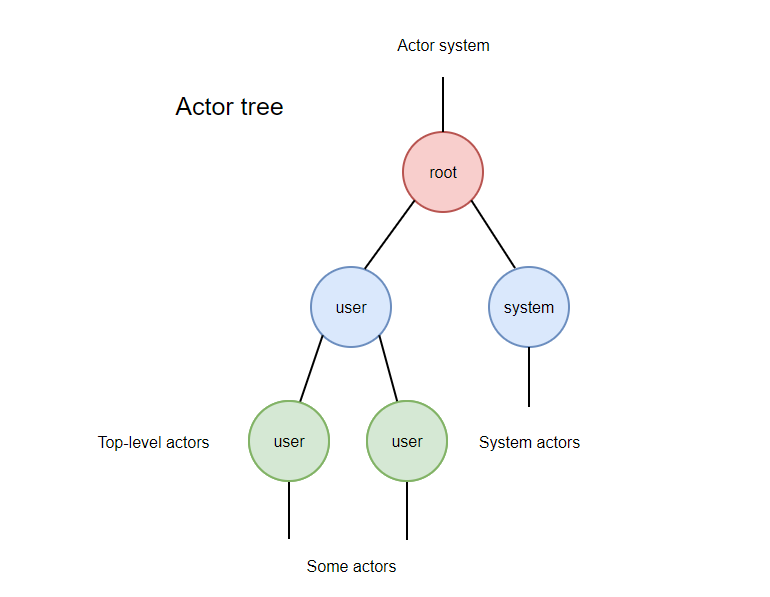 Actor system
Actor tree
root
user
system
Top-level actors
user
user
System actors
Some actors